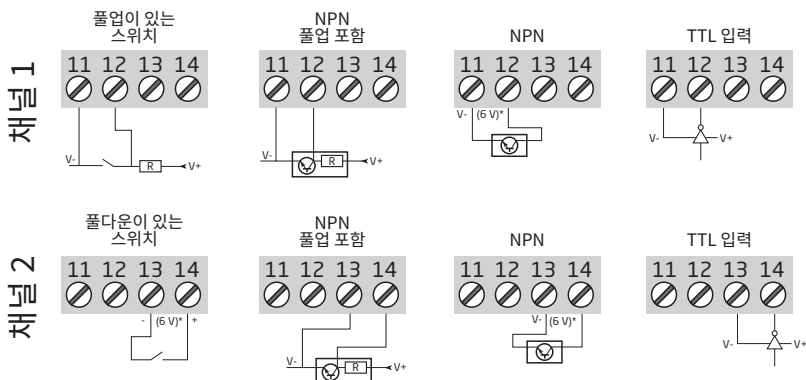 풀업이 있는
스위치
NPN
풀업 포함
NPN
TTL 입력
채널 1
11 12 13 14
11 12 13 14
11 12 13 14
11 12 13 14
V-
R
V+
V-
R
V+
V- (6 V)*
V-
V+
풀다운이 있는
스위치
NPN
풀업 포함
NPN
TTL 입력
채널 2
11 12 13 14
11 12 13 14
11 12 13 14
11 12 13 14
- (6 V)* +
V-
R
V+
V- (6 V)*
V-
V+